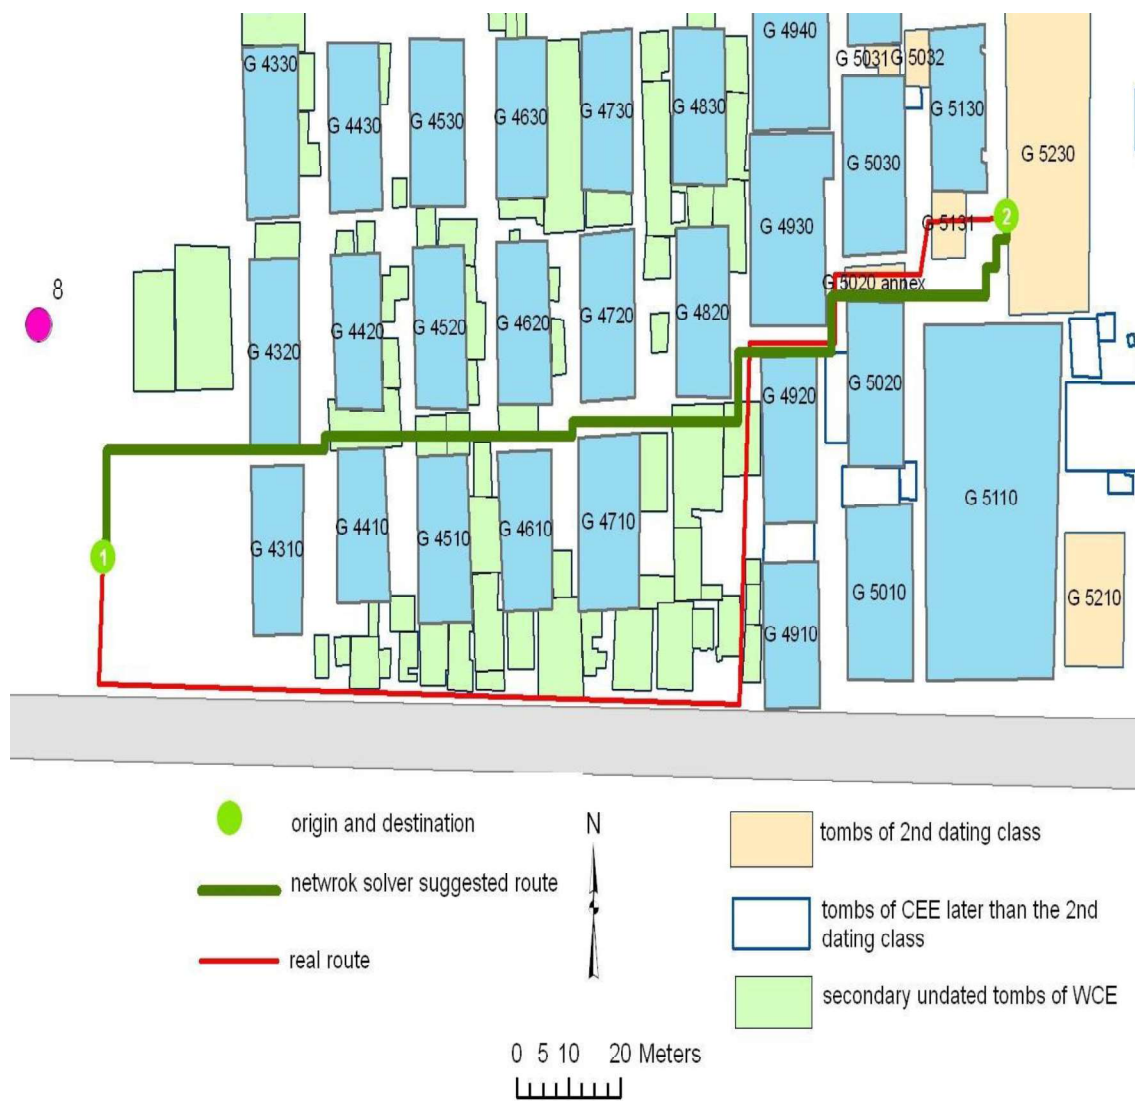 G 4940
G 4330
G 5031
G 5032
G 4430
G 4530
G 4630
G 4730
G 4830
G 5130
G 5030
G 5230
G 4930
2
G 5131
8
G 5020 annex
G 4320
G 4420
G 4520
G 4620
G 4720
G 4820
G 4920
G 5020
G 5110
1
G 4310
G 4410
G 4510
G 4610
G 4710
G 5010
G 5210
G 4910
origin and destination
netwrok solver suggested route
real route
N
tombs of 2nd dating class
tombs of CEE later than the 2nd
dating class
secondary undated tombs of WCE
0 5 10 20 Meters